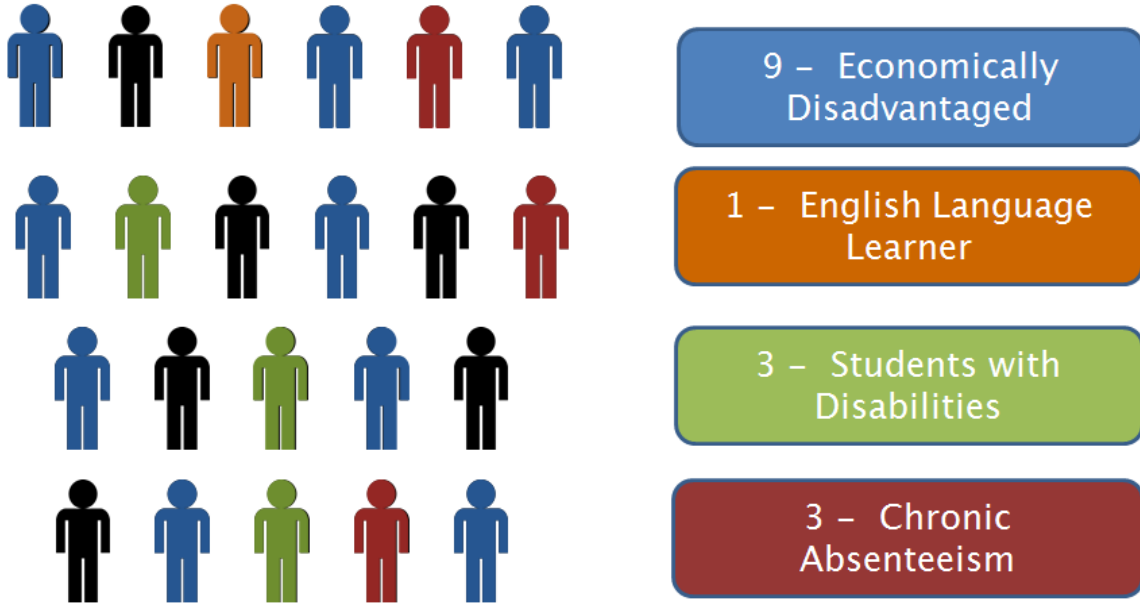 9 – Economically
Disadvantaged
1 – English Language
Learner
3 – Students with
Disabilities
3 – Chronic
Absenteeism